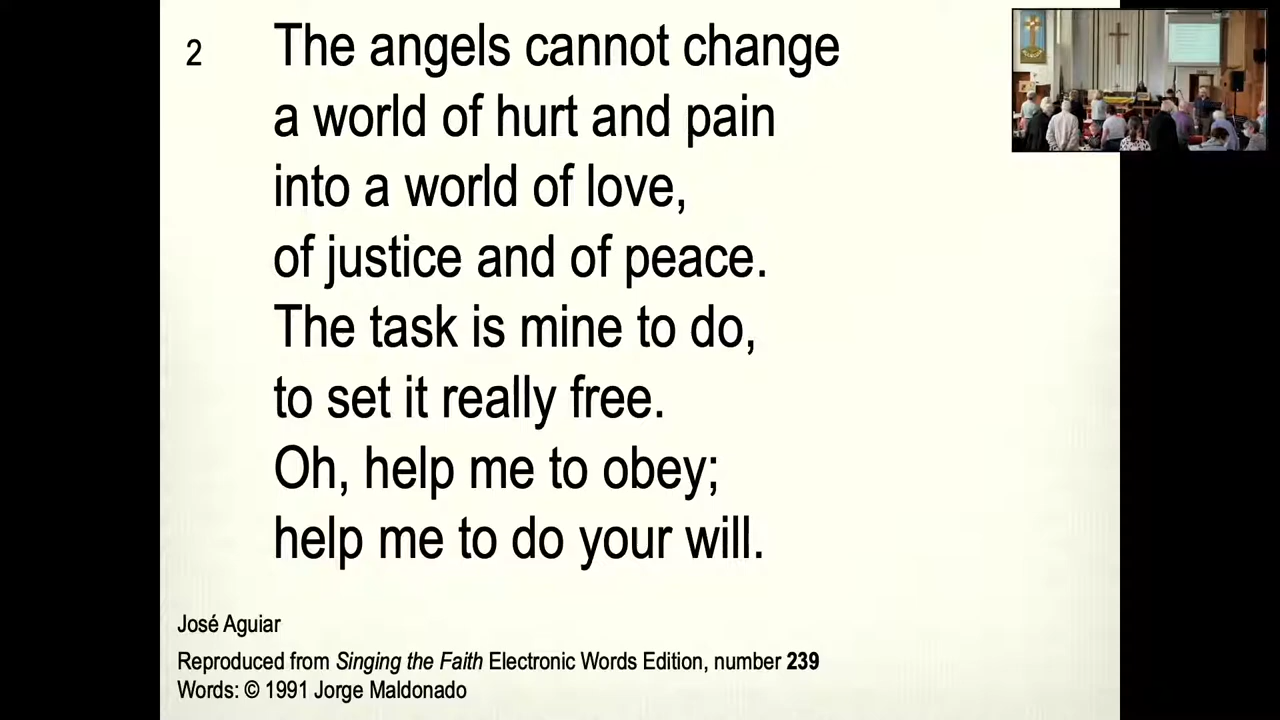 2 The angels cannot change
a world of hurt and pain
into a world of love,
of justice and of peace.
The task is mine to do,
to set it really free.
Oh, help me to obey;
help me to do your will.
José Aguiar
Reproduced from Singing the Faith Electronic Words Edition, number 239
Words: © 1991 Jorge Maldonado